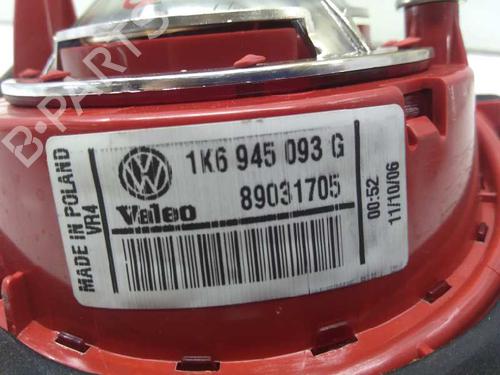 B-PARTS
MADE IN POLAND
VR4
1K6 945 093 G
Valeo
89031705
00:52
11/10/06